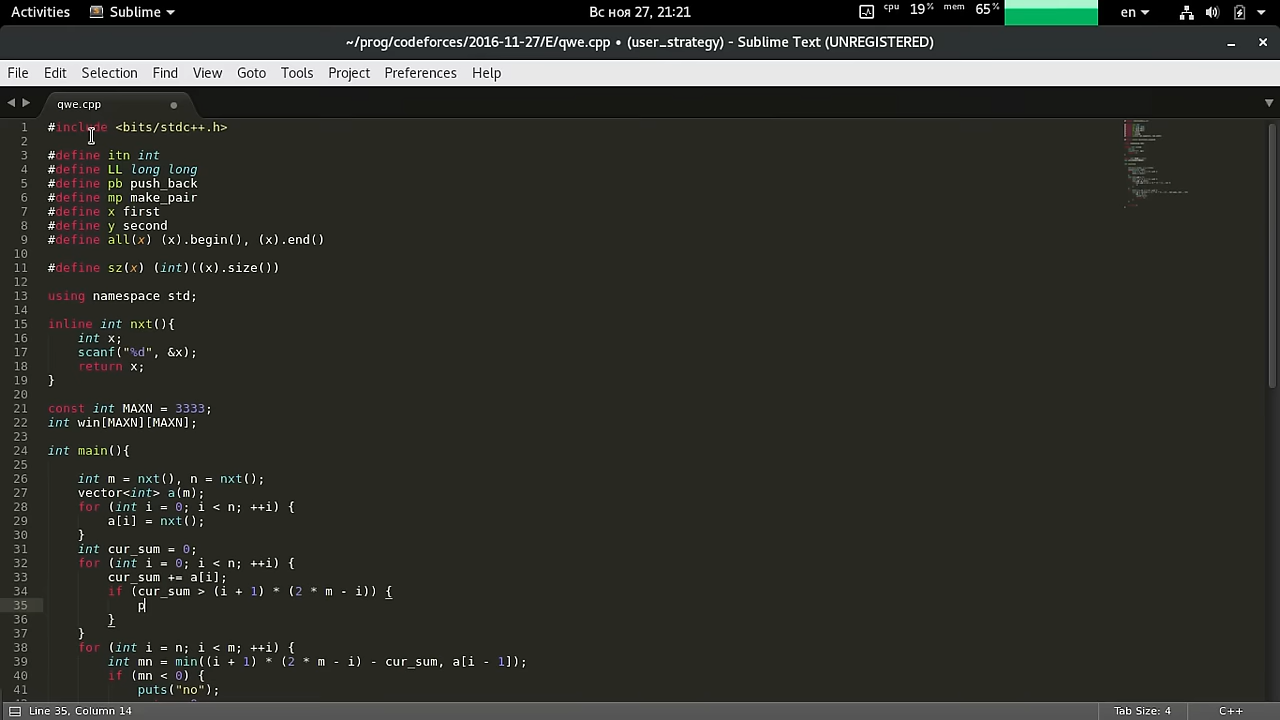 Activities Sublime Вс ноя 27, 21:21 cpu 19% mem 65% en
~/prog/codeforces/2016-11-27/E/qwe.cpp • (user_strategy) - Sublime Text (UNREGISTERED)
File Edit Selection Find View Goto Tools Project Preferences Help
qwe.cpp
1 #include <bits/stdc++.h>
2
3 #define itn int
4 #define LL long long
5 #define pb push_back
6 #define mp make_pair
7 #define x first
8 #define y second
9 #define all(x) (x).begin(), (x).end()
10
11 #define sz(x) (int)((x).size())
12
13 using namespace std;
14
15 inline int nxt(){
16 int x;
17 scanf("%d", &x);
18 return x;
19 }
20
21 const int MAXN = 3333;
22 int win[MAXN][MAXN];
23
24 int main(){
25
26 int m = nxt(), n = nxt();
27 vector<int> a(m);
28 for (int i = 0; i < n; ++i) {
29 a[i] = nxt();
30 }
31 int cur_sum = 0;
32 for (int i = 0; i < n; ++i) {
33 cur_sum += a[i];
34 if (cur_sum > (i + 1) * (2 * m - i)) {
35 p
36 }
37 }
38 for (int i = n; i < m; ++i) {
39 int mn = min((i + 1) * (2 * m - i) - cur_sum, a[i - 1]);
40 if (mn < 0) {
41 puts("no");
Line 35, Column 14 Tab Size: 4 C++